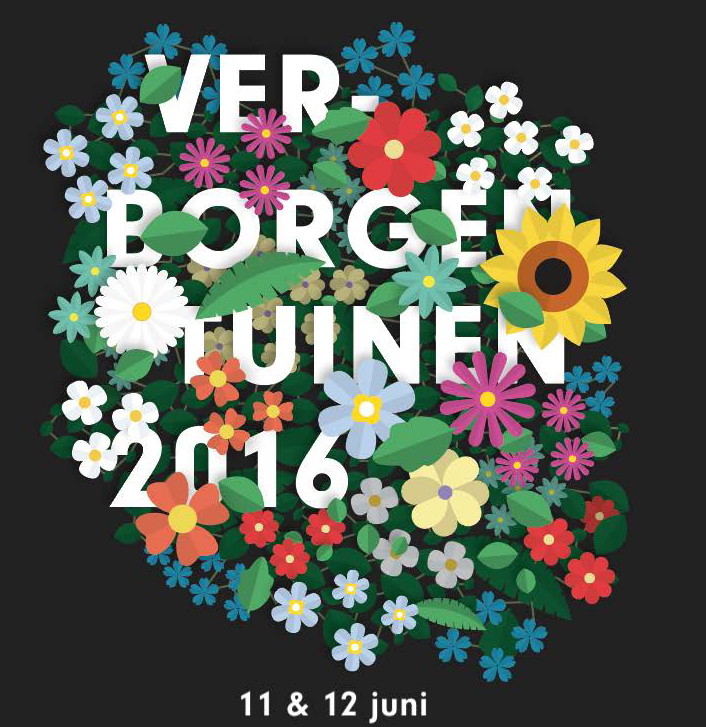 VER-
BORGEN
TUINEN
2016
11 & 12 juni